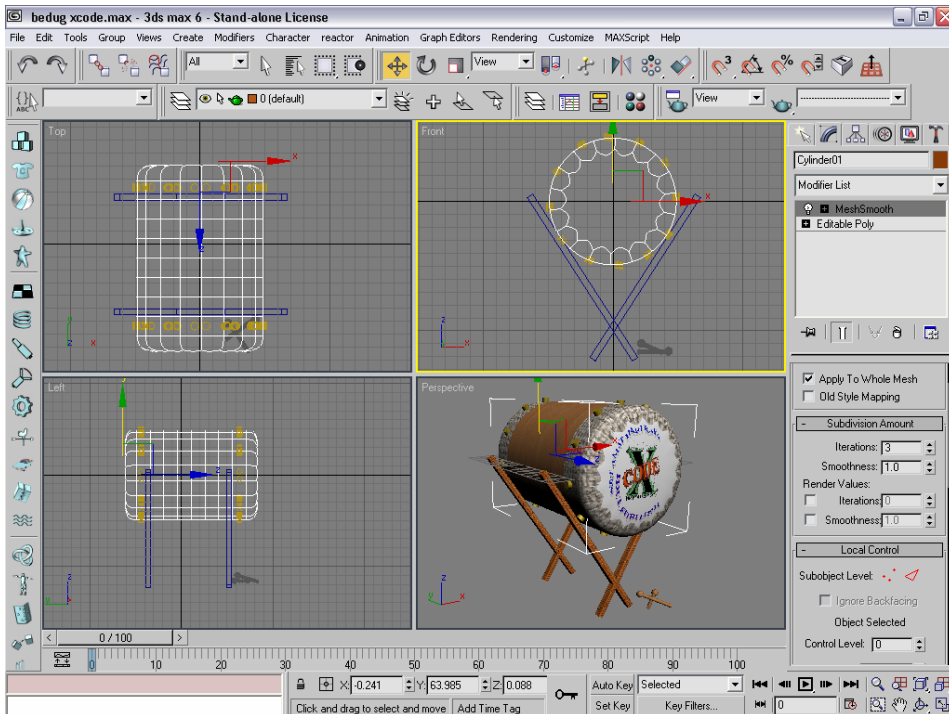 bedug xcode.max - 3ds max 6 - Stand-alone License
File Edit Tools Group Views Create Modifiers Character reactor Animation Graph Editors Rendering Customize MAXScript Help
All
View
0 (default)
View
Top
Front
Left
Perspective
x
z
x
z
x
x
z
y
z
z
y
z
x
X
CODE
Cylinder01
Modifier List
MeshSmooth
Editable Poly
Apply To Whole Mesh
Old Style Mapping
- Subdivision Amount
Iterations: 3
Smoothness: 1.0
Render Values:
Iterations: 0
Smoothness: 1.0
- Local Control
Subobject Level:
Ignore Backfacing
Object Selected
Control Level: 0
< 0 / 100 >
0 10 20 30 40 50 60 70 80 90 100
X: -0.241 Y: 63.985 Z: 0.088
Auto Key Selected
Click and drag to select and move Add Time Tag
Set Key Key Filters...
0